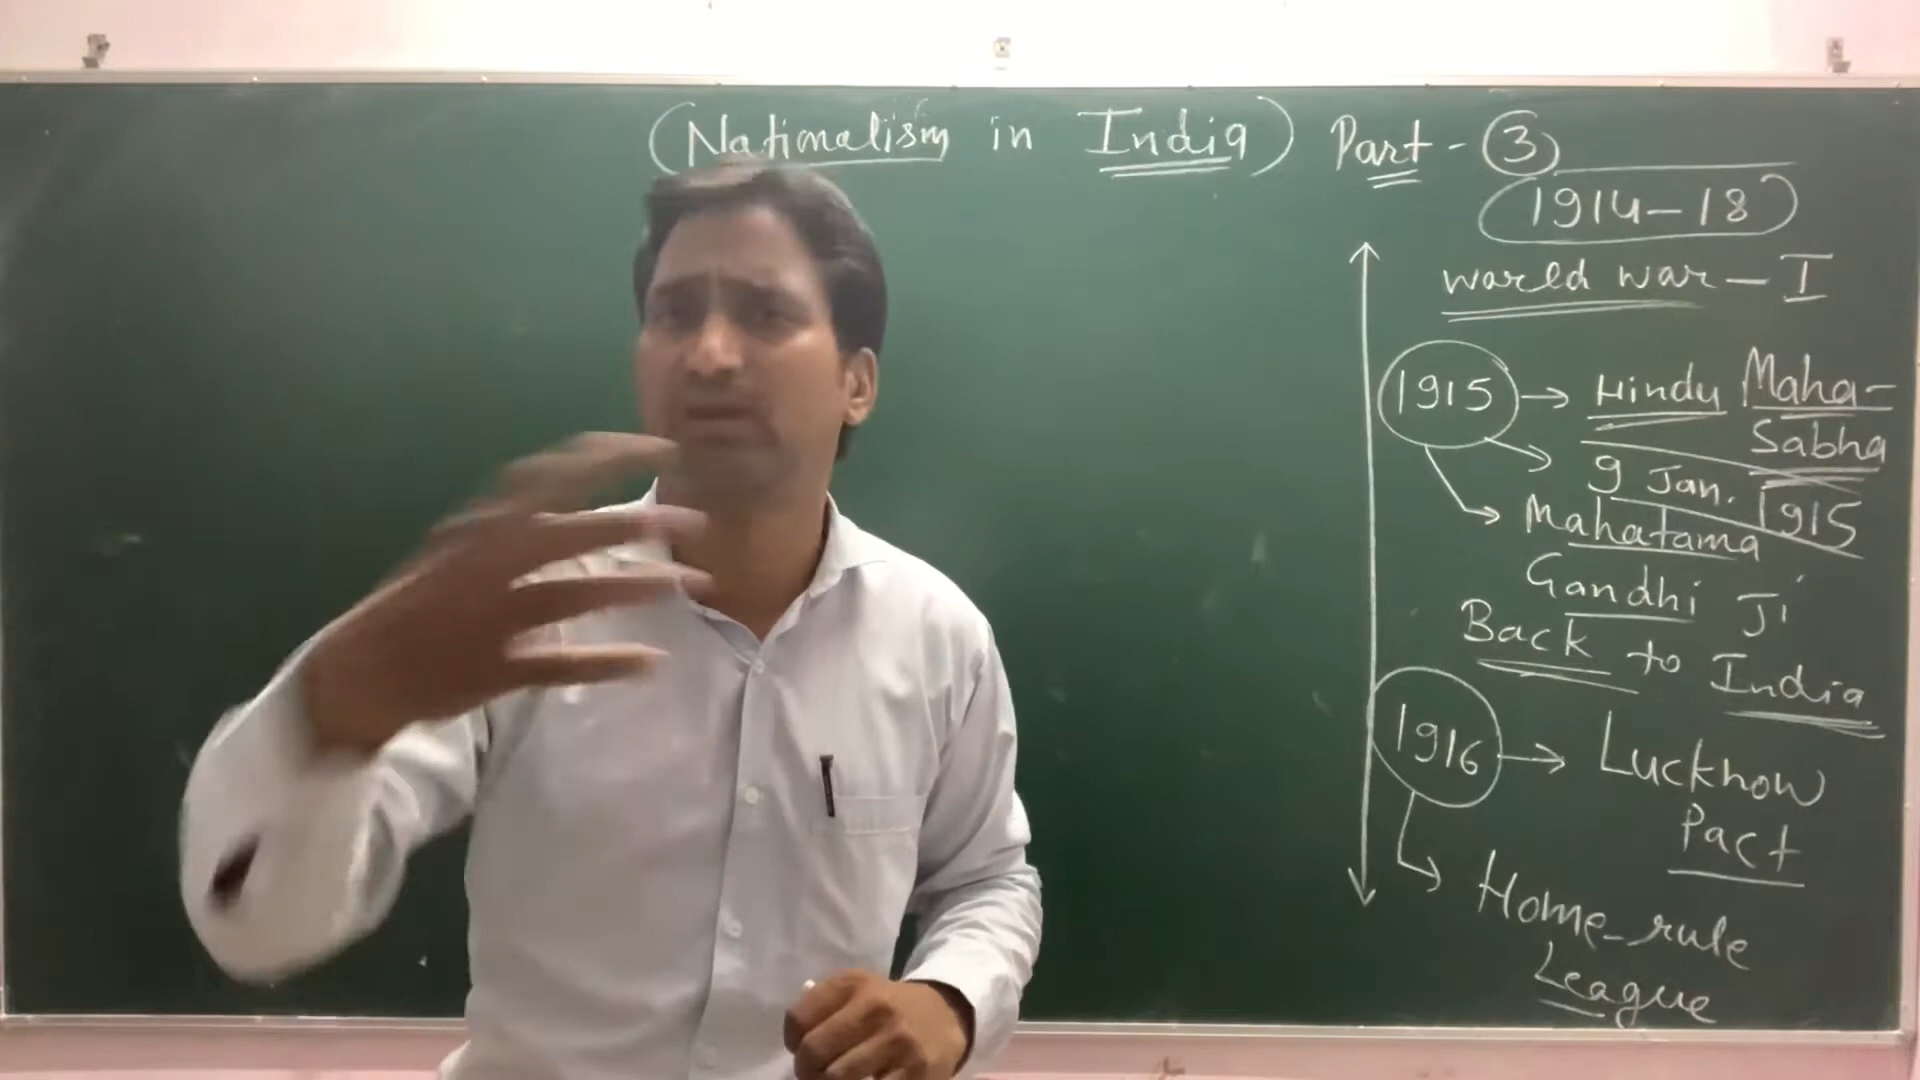 (Nationalism in India) Part - 3
1914-18
world war - I
1915 → Hindu Maha-
Sabha
→ 9 Jan. 1915
→ Mahatama
Gandhi Ji
Back to India
1916 → Lucknow
Pact
→ Home-rule
League